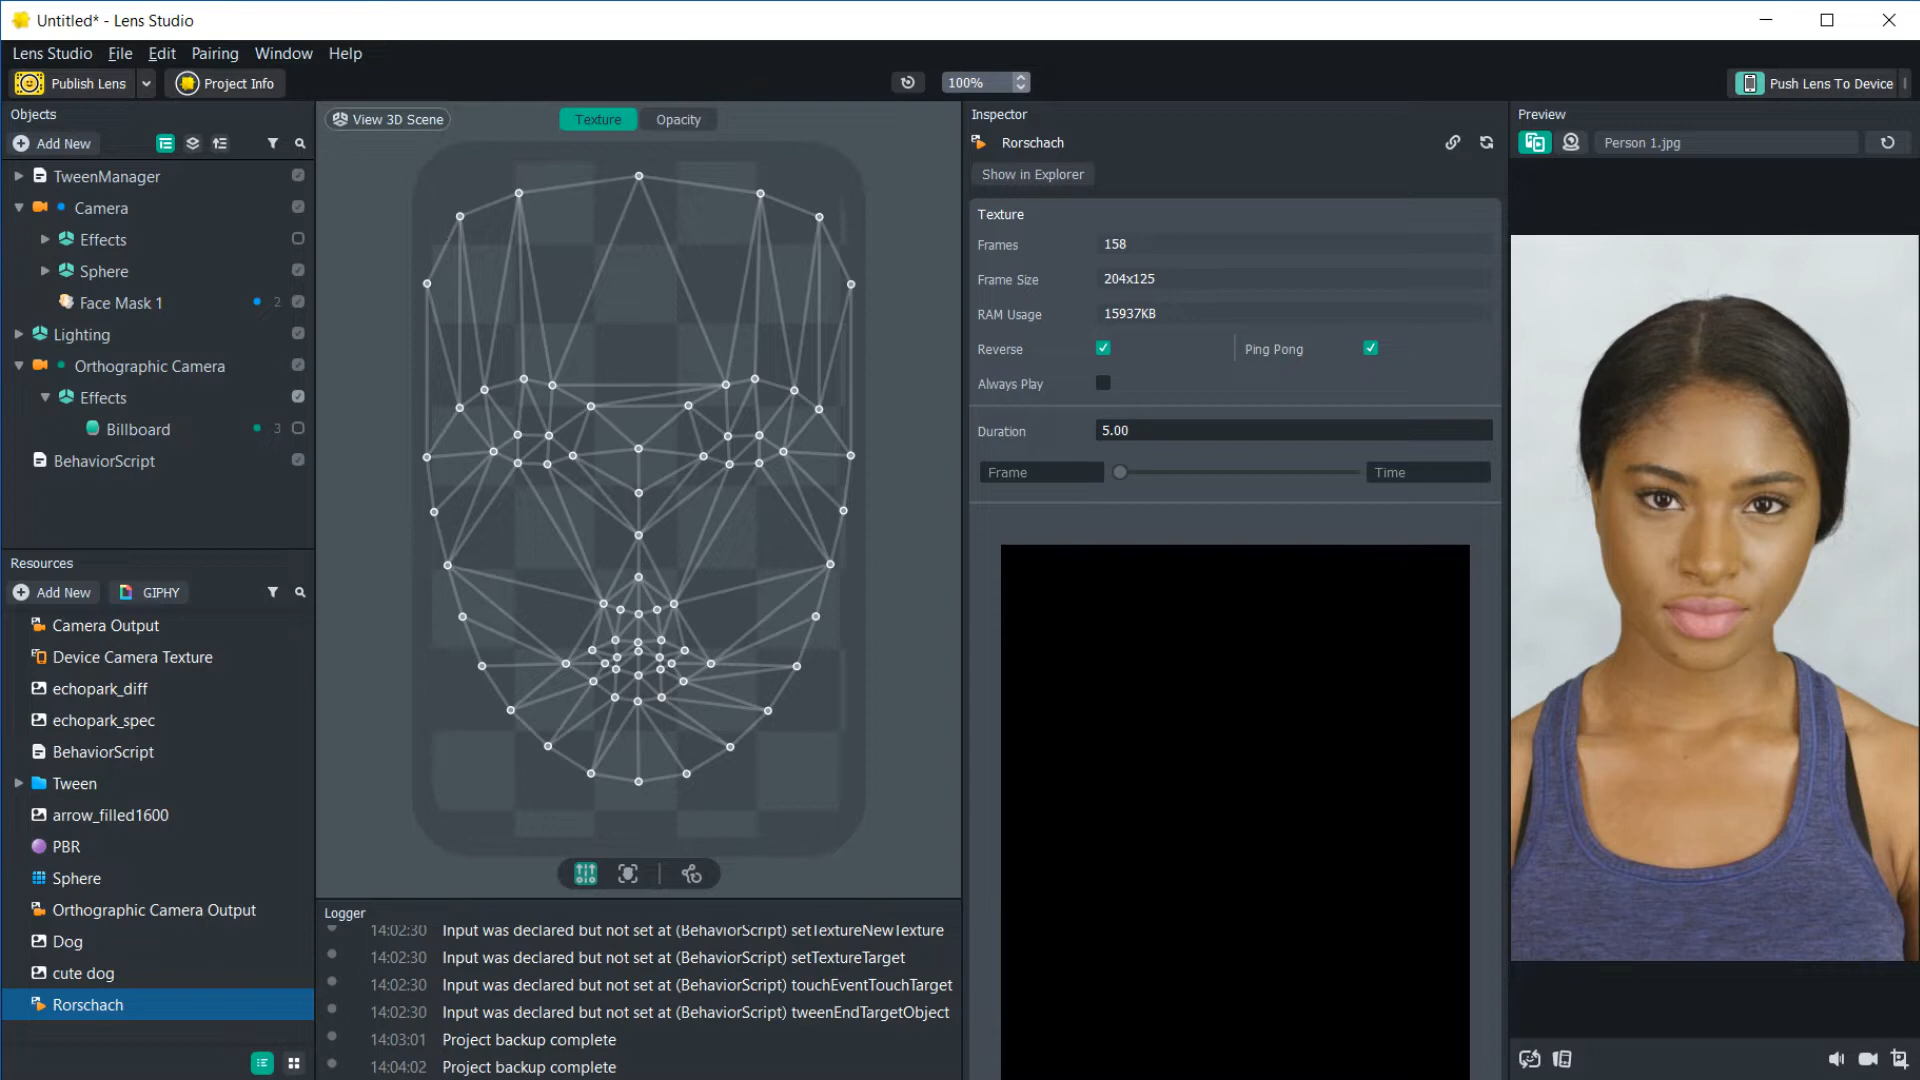 Untitled* - Lens Studio
Lens Studio File Edit Pairing Window Help
Publish Lens Project Info 100% Push Lens To Device
Objects
Add New
TweenManager
Camera
Effects
Sphere
Face Mask 1 2
Lighting
Orthographic Camera
Effects
Billboard 3
BehaviorScript
Resources
Add New GIPHY
Camera Output
Device Camera Texture
echopark_diff
echopark_spec
BehaviorScript
Tween
arrow_filled1600
PBR
Sphere
Orthographic Camera Output
Dog
cute dog
Rorschach
View 3D Scene Texture Opacity
Logger
14:02:30 Input was declared but not set at (BehaviorScript) setTextureNewTexture
14:02:30 Input was declared but not set at (BehaviorScript) setTextureTarget
14:02:30 Input was declared but not set at (BehaviorScript) touchEventTouchTarget
14:02:30 Input was declared but not set at (BehaviorScript) tweenEndTargetObject
14:03:01 Project backup complete
14:04:02 Project backup complete
Inspector
Rorschach
Show in Explorer
Texture
Frames 158
Frame Size 204x125
RAM Usage 15937KB
Reverse Ping Pong
Always Play
Duration 5.00
Frame Time
Preview
Person 1.jpg